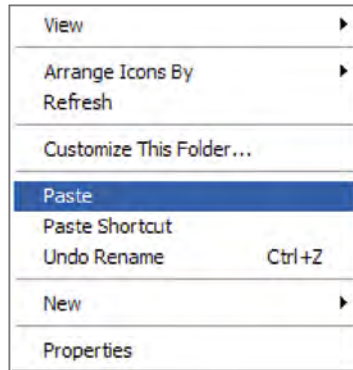 View
Arrange Icons By
Refresh
Customize This Folder...
Paste
Paste Shortcut
Undo Rename Ctrl+Z
New
Properties